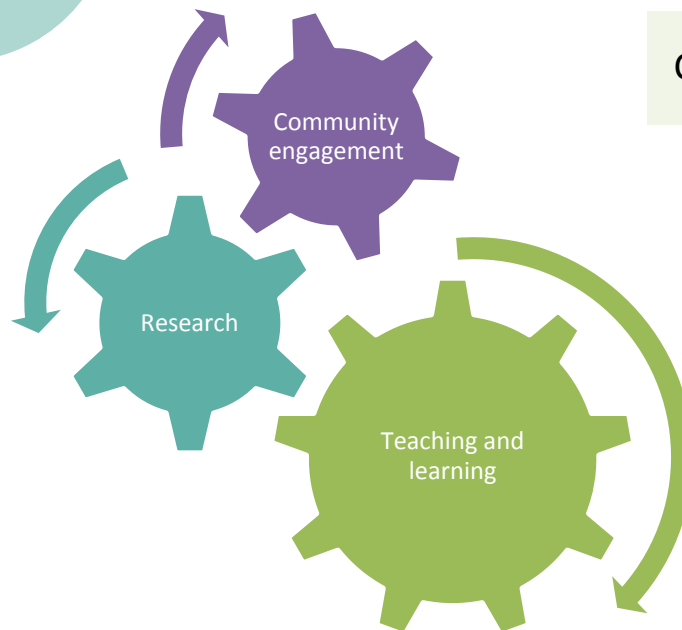 Community
engagement
Research
Teaching and
learning